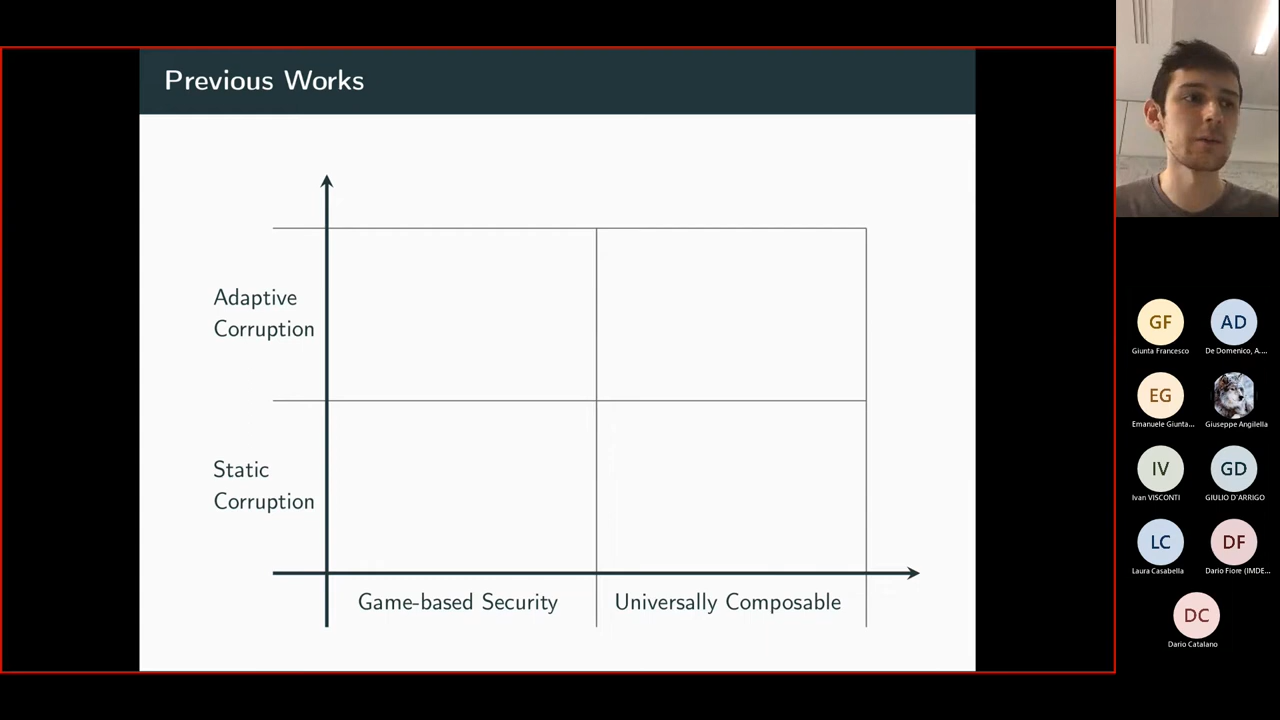 Previous Works
Adaptive
Corruption
Static
Corruption
Game-based Security
Universally Composable
GF
Giunta Francesco
AD
De Domenico, A....
EG
Emanuele Giunta...
Giuseppe Angilella
IV
Ivan VISCONTI
GD
GIULIO D'ARRIGO
LC
Laura Casabella
DF
Dario Fiore (IMDE...
DC
Dario Catalano